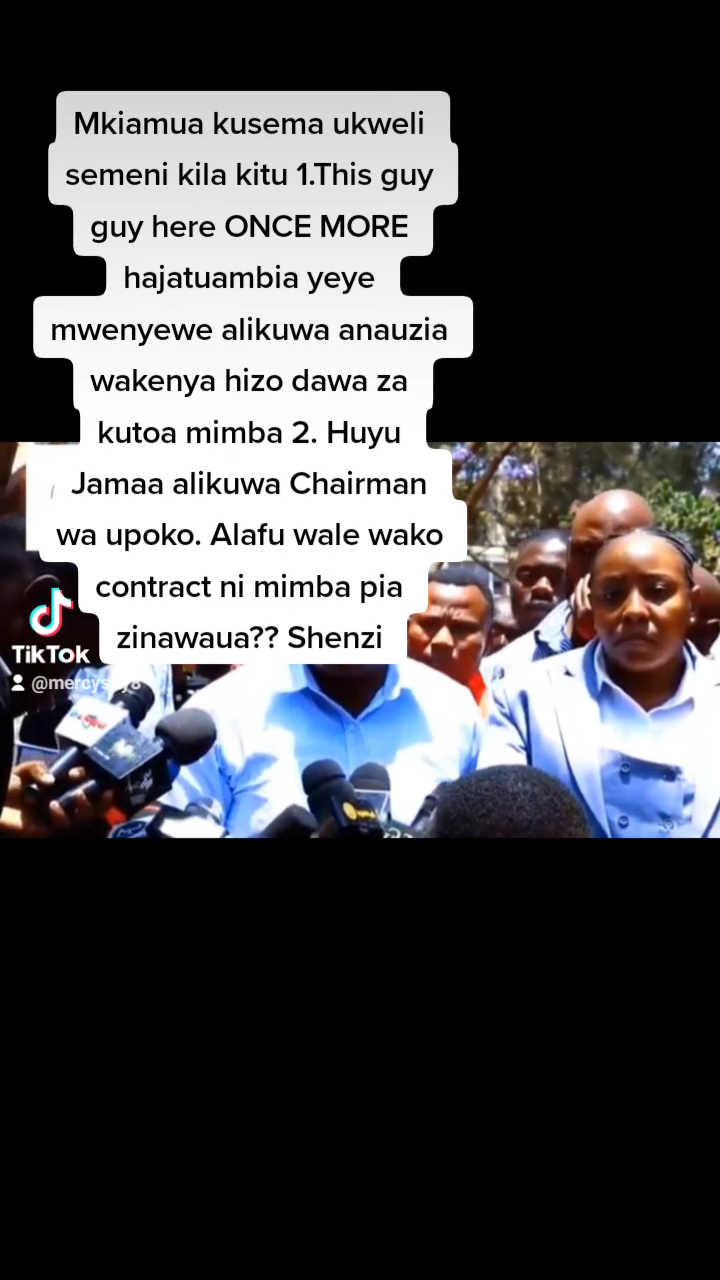 Mkiamua kusema ukweli
semeni kila kitu 1.This guy
guy here ONCE MORE
hajatuambia yeye
mwenyewe alikuwa anauzia
wakenya hizo dawa za
kutoa mimba 2. Huyu
Jamaa alikuwa Chairman
wa upoko. Alafu wale wako
contract ni mimba pia
zinawaua?? Shenzi
TikTok